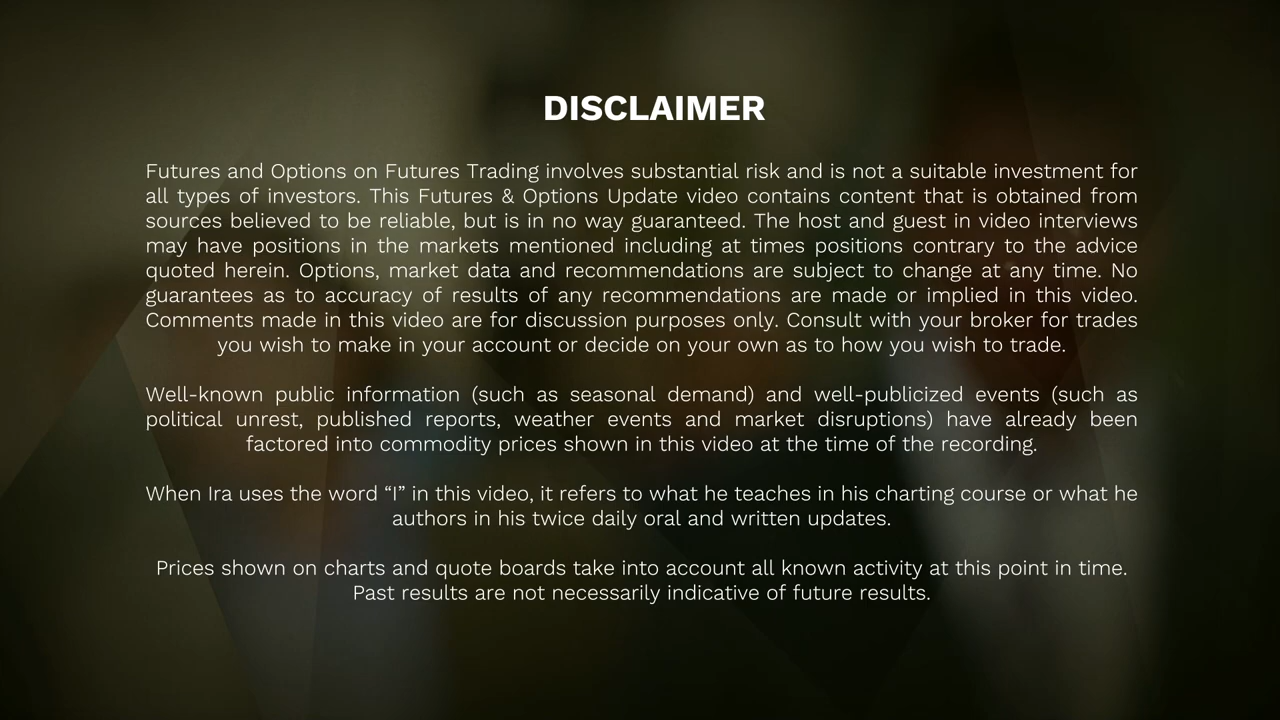 DISCLAIMER
Futures and Options on Futures Trading involves substantial risk and is not a suitable investment for
all types of investors. This Futures & Options Update video contains content that is obtained from
sources believed to be reliable, but is in no way guaranteed. The host and guest in video interviews
may have positions in the markets mentioned including at times positions contrary to the advice
quoted herein. Options, market data and recommendations are subject to change at any time. No
guarantees as to accuracy of results of any recommendations are made or implied in this video.
Comments made in this video are for discussion purposes only. Consult with your broker for trades
you wish to make in your account or decide on your own as to how you wish to trade.
Well-known public information (such as seasonal demand) and well-publicized events (such as
political unrest, published reports, weather events and market disruptions) have already been
factored into commodity prices shown in this video at the time of the recording.
When Ira uses the word “I” in this video, it refers to what he teaches in his charting course or what he
authors in his twice daily oral and written updates.
Prices shown on charts and quote boards take into account all known activity at this point in time.
Past results are not necessarily indicative of future results.